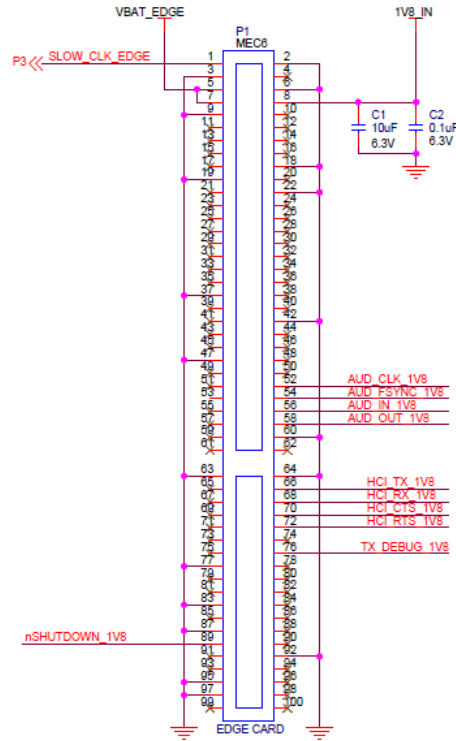 VBAT_EDGE
1V8_IN
P1
MEC6
P3
SLOW_CLK_EDGE
1 2
3 4
5 6
7 8
9 10
11 12
13 14
15 16
17 18
19 20
21 22
23 24
25 26
27 28
29 30
31 32
33 34
35 36
37 38
39 40
41 42
43 44
45 46
47 48
49 50
51 52
53 54
55 56
57 58
59 60
61 62
63 64
65 66
67 68
69 70
71 72
73 74
75 76
77 78
79 80
81 82
83 84
85 86
87 88
89 90
91 92
93 94
95 96
97 98
99 100
C1
10uF
6.3V
C2
0.1uF
6.3V
AUD_CLK_1V8
AUD_FSYNC_1V8
AUD_IN_1V8
AUD_OUT_1V8
HCI_TX_1V8
HCI_RX_1V8
HCI_CTS_1V8
HCI_RTS_1V8
TX_DEBUG_1V8
nSHUTDOWN_1V8
EDGE CARD